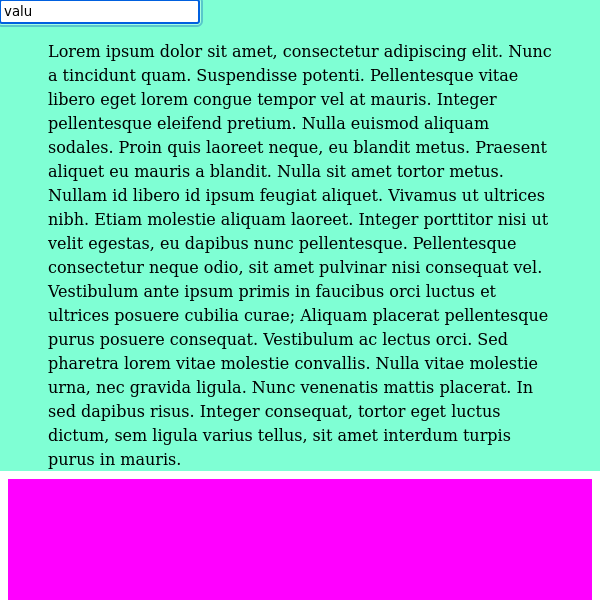 valu
Lorem ipsum dolor sit amet, consectetur adipiscing elit. Nunc
a tincidunt quam. Suspendisse potenti. Pellentesque vitae
libero eget lorem congue tempor vel at mauris. Integer
pellentesque eleifend pretium. Nulla euismod aliquam
sodales. Proin quis laoreet neque, eu blandit metus. Praesent
aliquet eu mauris a blandit. Nulla sit amet tortor metus.
Nullam id libero id ipsum feugiat aliquet. Vivamus ut ultrices
nibh. Etiam molestie aliquam laoreet. Integer porttitor nisi ut
velit egestas, eu dapibus nunc pellentesque. Pellentesque
consectetur neque odio, sit amet pulvinar nisi consequat vel.
Vestibulum ante ipsum primis in faucibus orci luctus et
ultrices posuere cubilia curae; Aliquam placerat pellentesque
purus posuere consequat. Vestibulum ac lectus orci. Sed
pharetra lorem vitae molestie convallis. Nulla vitae molestie
urna, nec gravida ligula. Nunc venenatis mattis placerat. In
sed dapibus risus. Integer consequat, tortor eget luctus
dictum, sem ligula varius tellus, sit amet interdum turpis
purus in mauris.